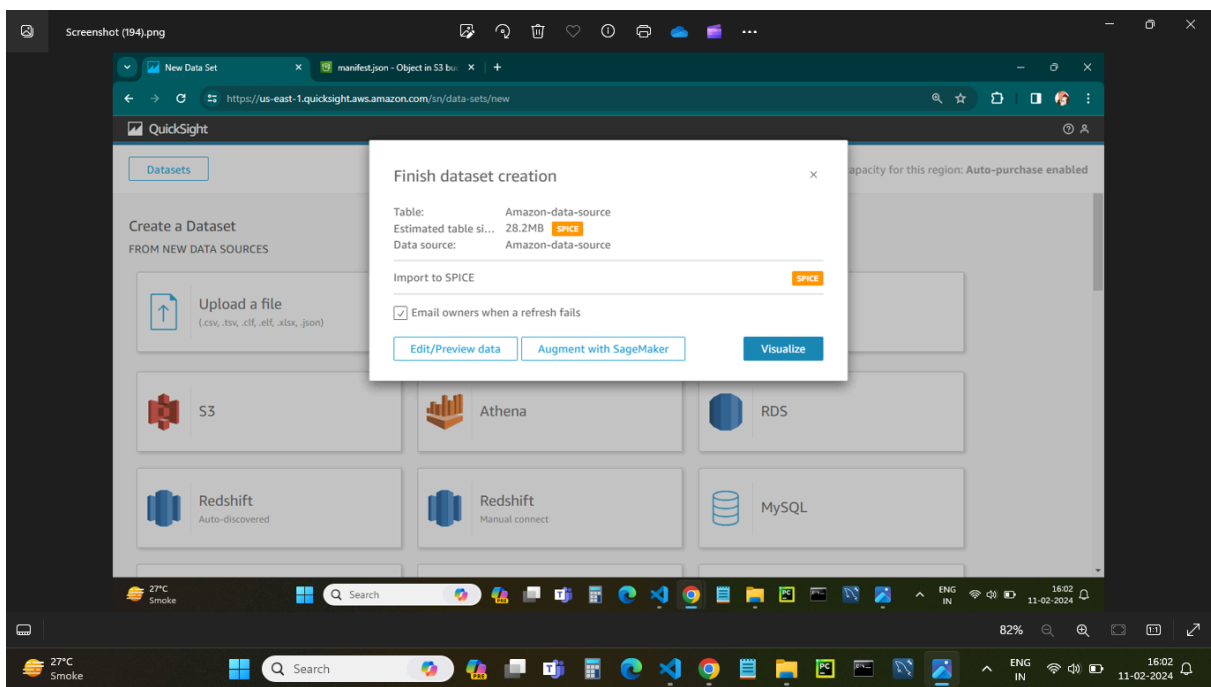 Screenshot (194).png
New Data Set
manifest.json - Object in S3 buc
https://us-east-1.quicksight.aws.amazon.com/sn/data-sets/new
QuickSight
Datasets
apacity for this region: Auto-purchase enabled
Finish dataset creation
Table: Amazon-data-source
Estimated table si... 28.2MB SPICE
Data source: Amazon-data-source
Import to SPICE SPICE
Email owners when a refresh fails
Edit/Preview data Augment with SageMaker Visualize
Create a Dataset
FROM NEW DATA SOURCES
Upload a file
(.csv, .tsv, .clf, .elf, .xlsx, .json)
S3 Athena RDS
Redshift Redshift MySQL
Auto-discovered Manual connect
27°C
Smoke
Search
ENG
IN
16:02
11-02-2024
82%
27°C
Smoke
Search
ENG
IN
16:02
11-02-2024